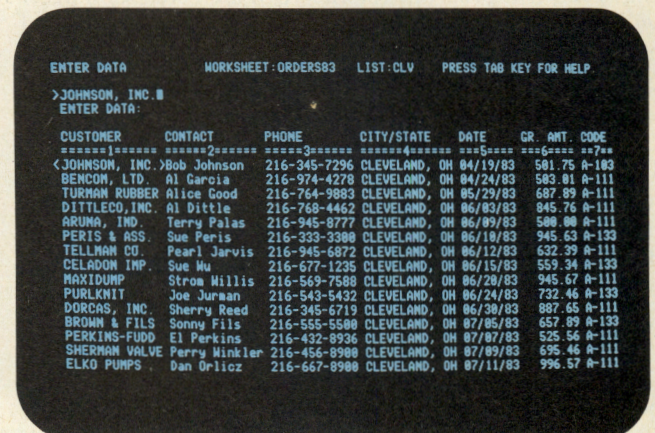 ENTER DATA WORKSHEET:ORDERS83 LIST:CLV PRESS TAB KEY FOR HELP.
>JOHNSON, INC.
ENTER DATA:
CUSTOMER CONTACT PHONE CITY/STATE DATE GR. AMT. CODE
======1====== ======2====== ======3====== ======4====== ===5==== ===6==== ==7==
<JOHNSON, INC.>Bob Johnson 216-345-7296 CLEVELAND, OH 04/19/83 501.75 A-103
BENCOM, LTD. Al Garcia 216-974-4278 CLEVELAND, OH 04/24/83 503.01 A-111
TURMAN RUBBER Alice Good 216-764-9883 CLEVELAND, OH 05/29/83 687.89 A-111
DITTLECO,INC. Al Dittle 216-768-4462 CLEVELAND, OH 06/03/83 845.76 A-111
ARUMA, IND. Terry Palas 216-945-8777 CLEVELAND, OH 06/09/83 500.00 A-111
PERIS & ASS. Sue Peris 216-333-3300 CLEVELAND, OH 06/10/83 945.63 A-133
TELLMAN CO. Pearl Jarvis 216-945-6872 CLEVELAND, OH 06/12/83 632.39 A-111
CELADON IMP. Sue Wu 216-677-1235 CLEVELAND, OH 06/15/83 559.34 A-133
MAXIDUMP Strom Willis 216-569-7588 CLEVELAND, OH 06/20/83 945.67 A-111
PURLKNIT Joe Jurman 216-543-5432 CLEVELAND, OH 06/24/83 732.46 A-133
DORCAS, INC. Sherry Reed 216-345-6719 CLEVELAND, OH 06/30/83 887.65 A-111
BROWN & FILS Sonny Fils 216-555-5500 CLEVELAND, OH 07/05/83 657.89 A-133
PERKINS-FUDD El Perkins 216-432-8936 CLEVELAND, OH 07/07/83 525.56 A-111
SHERMAN VALVE Perry Winkler 216-456-8900 CLEVELAND, OH 07/09/83 695.46 A-111
ELKO PUMPS Dan Orlicz 216-667-8900 CLEVELAND, OH 07/11/83 996.57 A-111